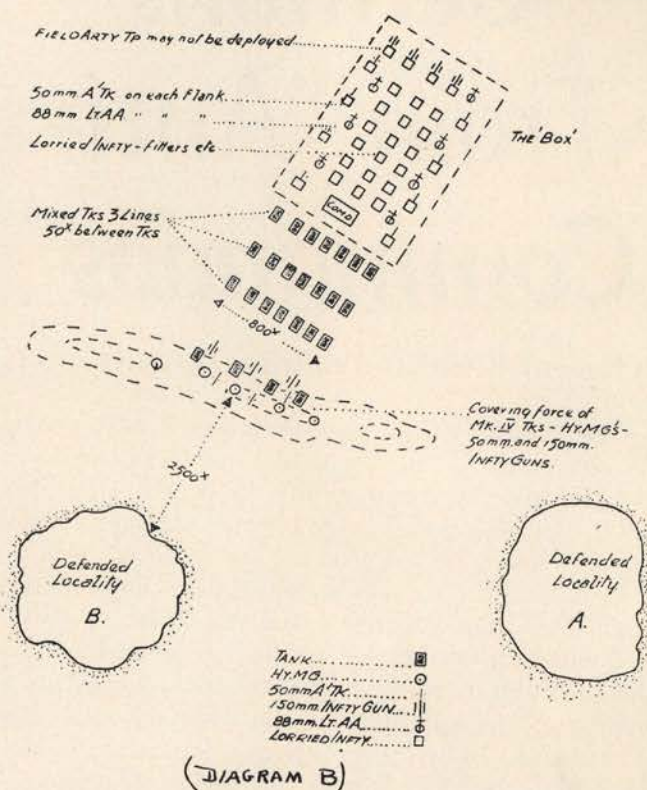 FIELD ARTY Tp may not be deployed
50mm. A'TK on each Flank
88mm Lt.AA " " "
Lorried INFTY - fitters etc
THE 'BOX'
COMD
Mixed TKs 3 Lines
50ˣ between TKs
800ˣ
Covering force of
MK. IV TKs - HY.MG's -
50mm. and 150mm.
INFTY GUNS.
2500ˣ
Defended
Locality
B.
Defended
Locality
A.
TANK
HY. MG
50mm A'TK
150mm. INFTY GUN
88mm. LT. AA
LORRIED INFTY
(DIAGRAM B)